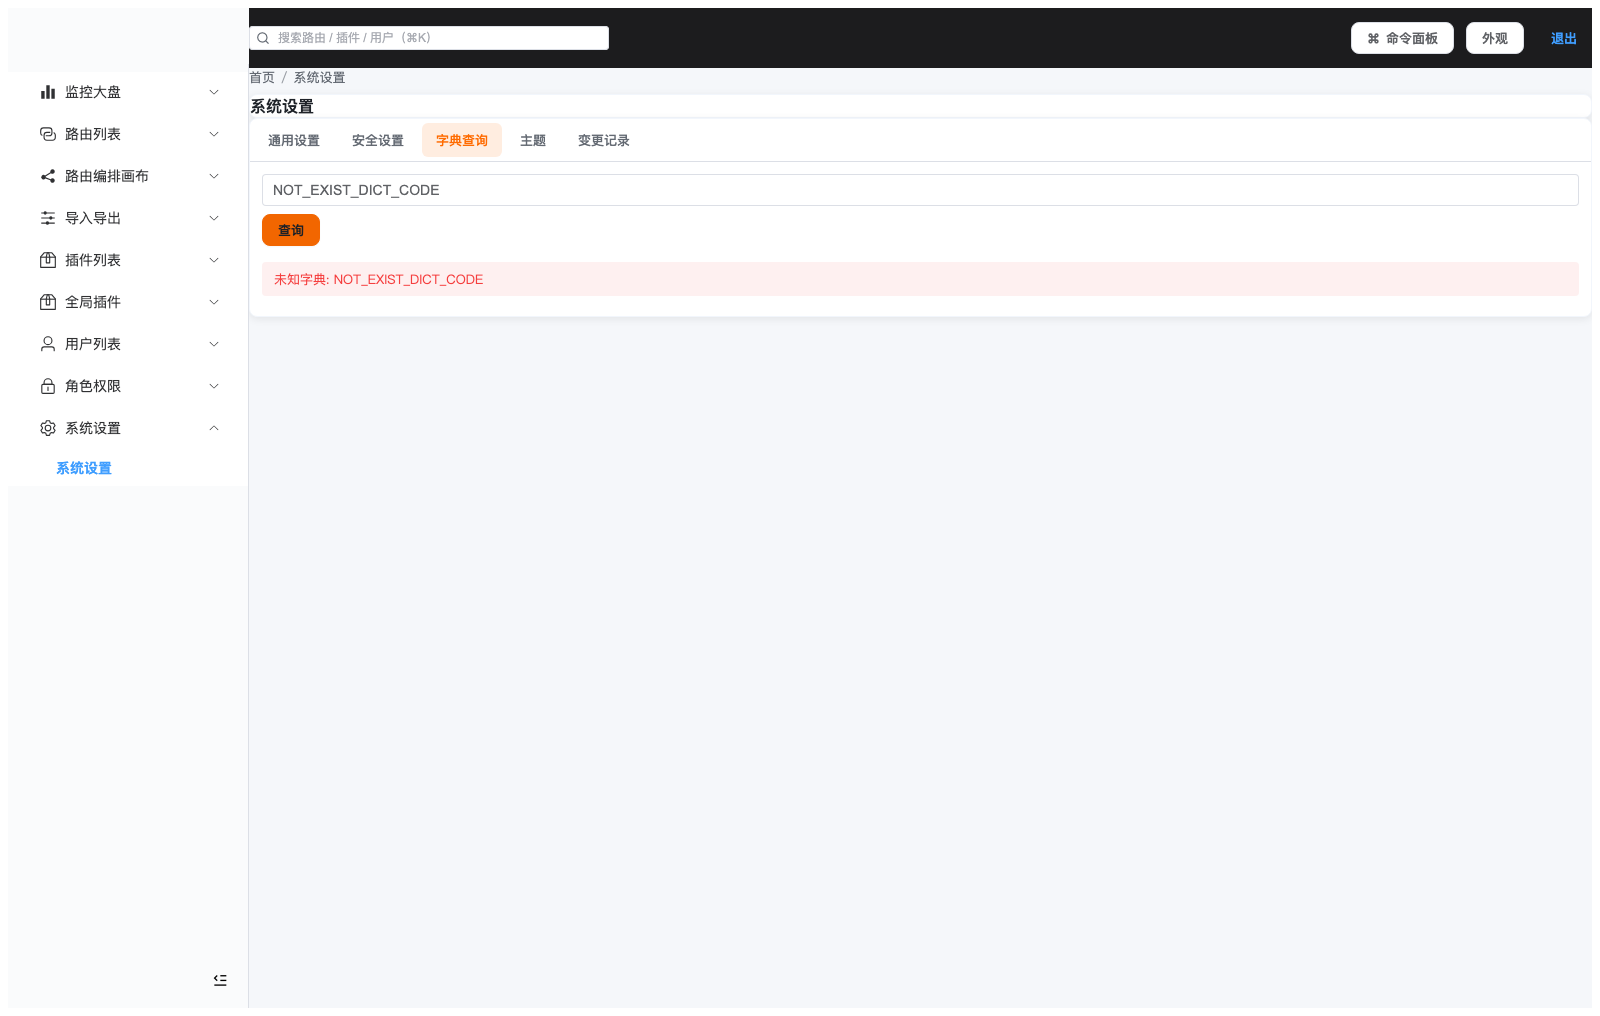 搜索路由 / 插件 / 用户（⌘K）
⌘ 命令面板
外观
退出
监控大盘
路由列表
路由编排画布
导入导出
插件列表
全局插件
用户列表
角色权限
系统设置
系统设置
首页 / 系统设置
系统设置
通用设置 安全设置 字典查询 主题 变更记录
NOT_EXIST_DICT_CODE
查询
未知字典: NOT_EXIST_DICT_CODE